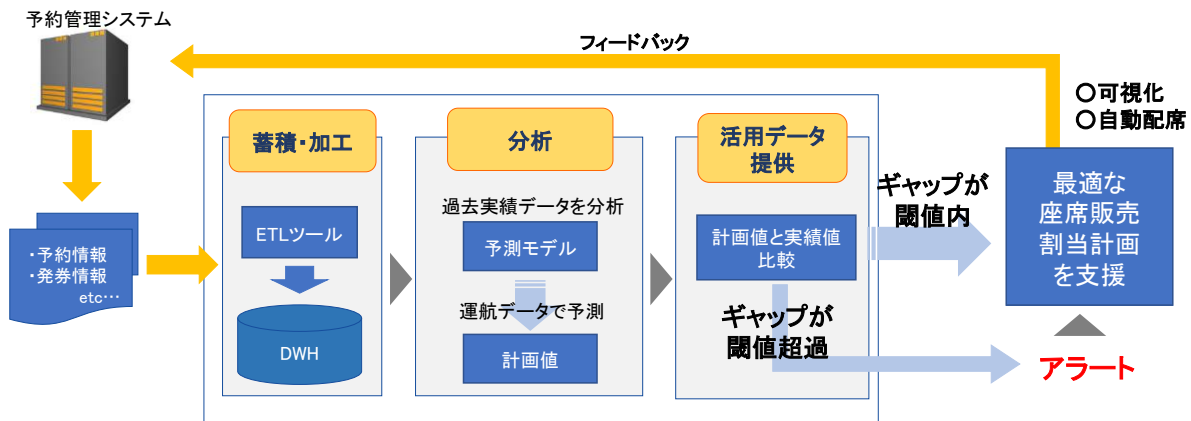 予約管理システム
フィードバック
○可視化
○自動配席
蓄積・加工
分析
活用データ
提供
ギャップが
閾値内
最適な
座席販売
割当計画
を支援
過去実績データを分析
ETLツール
予測モデル
計画値と実績値
比較
・予約情報
・発券情報
etc…
運航データで予測
ギャップが
閾値超過
DWH
計画値
アラート